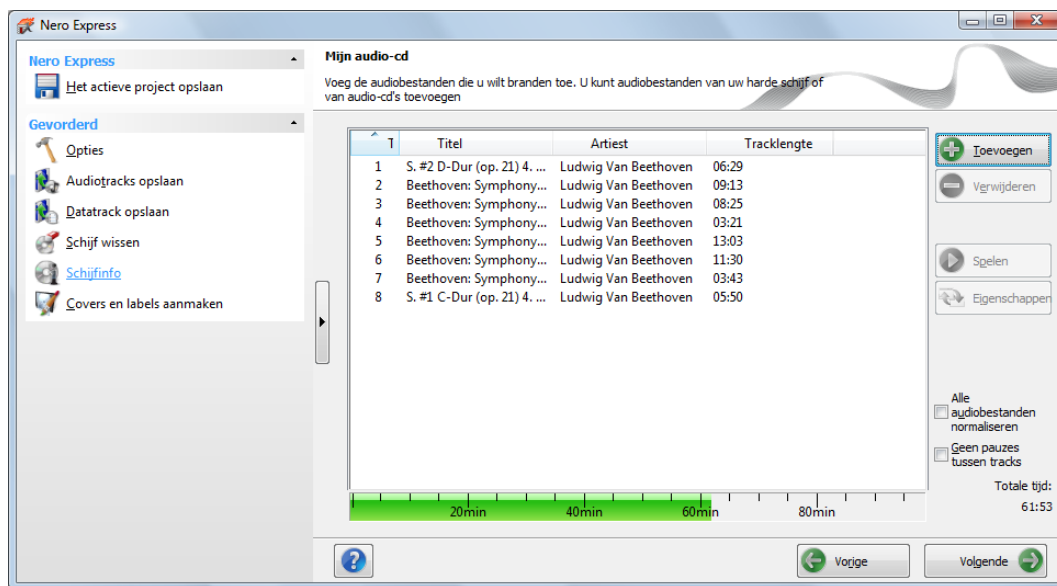 Nero Express
Nero Express
Het actieve project opslaan
Gevorderd
Opties
Audiotracks opslaan
Datatrack opslaan
Schijf wissen
Schijfinfo
Covers en labels aanmaken
Mijn audio-cd
Voeg de audiobestanden die u wilt branden toe. U kunt audiobestanden van uw harde schijf of
van audio-cd's toevoegen
T Titel Artiest Tracklengte
1 S. #2 D-Dur (op. 21) 4. ... Ludwig Van Beethoven 06:29
2 Beethoven: Symphony... Ludwig Van Beethoven 09:13
3 Beethoven: Symphony... Ludwig Van Beethoven 08:25
4 Beethoven: Symphony... Ludwig Van Beethoven 03:21
5 Beethoven: Symphony... Ludwig Van Beethoven 13:03
6 Beethoven: Symphony... Ludwig Van Beethoven 11:30
7 Beethoven: Symphony... Ludwig Van Beethoven 03:43
8 S. #1 C-Dur (op. 21) 4. ... Ludwig Van Beethoven 05:50
20min 40min 60min 80min
Toevoegen
Verwijderen
Spelen
Eigenschappen
Alle
audiobestanden
normaliseren
Geen pauzes
tussen tracks
Totale tijd:
61:53
Vorige
Volgende